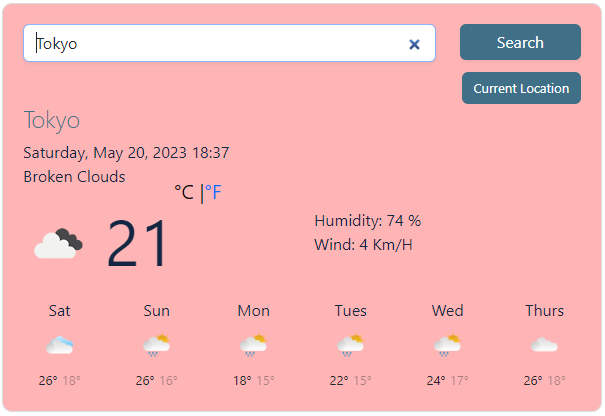 Tokyo
Search
Current Location
Tokyo
Saturday, May 20, 2023 18:37
Broken Clouds
°C |°F
21
Humidity: 74 %
Wind: 4 Km/H
Sat Sun Mon Tues Wed Thurs
26° 18° 26° 16° 18° 15° 22° 15° 24° 17° 26° 18°